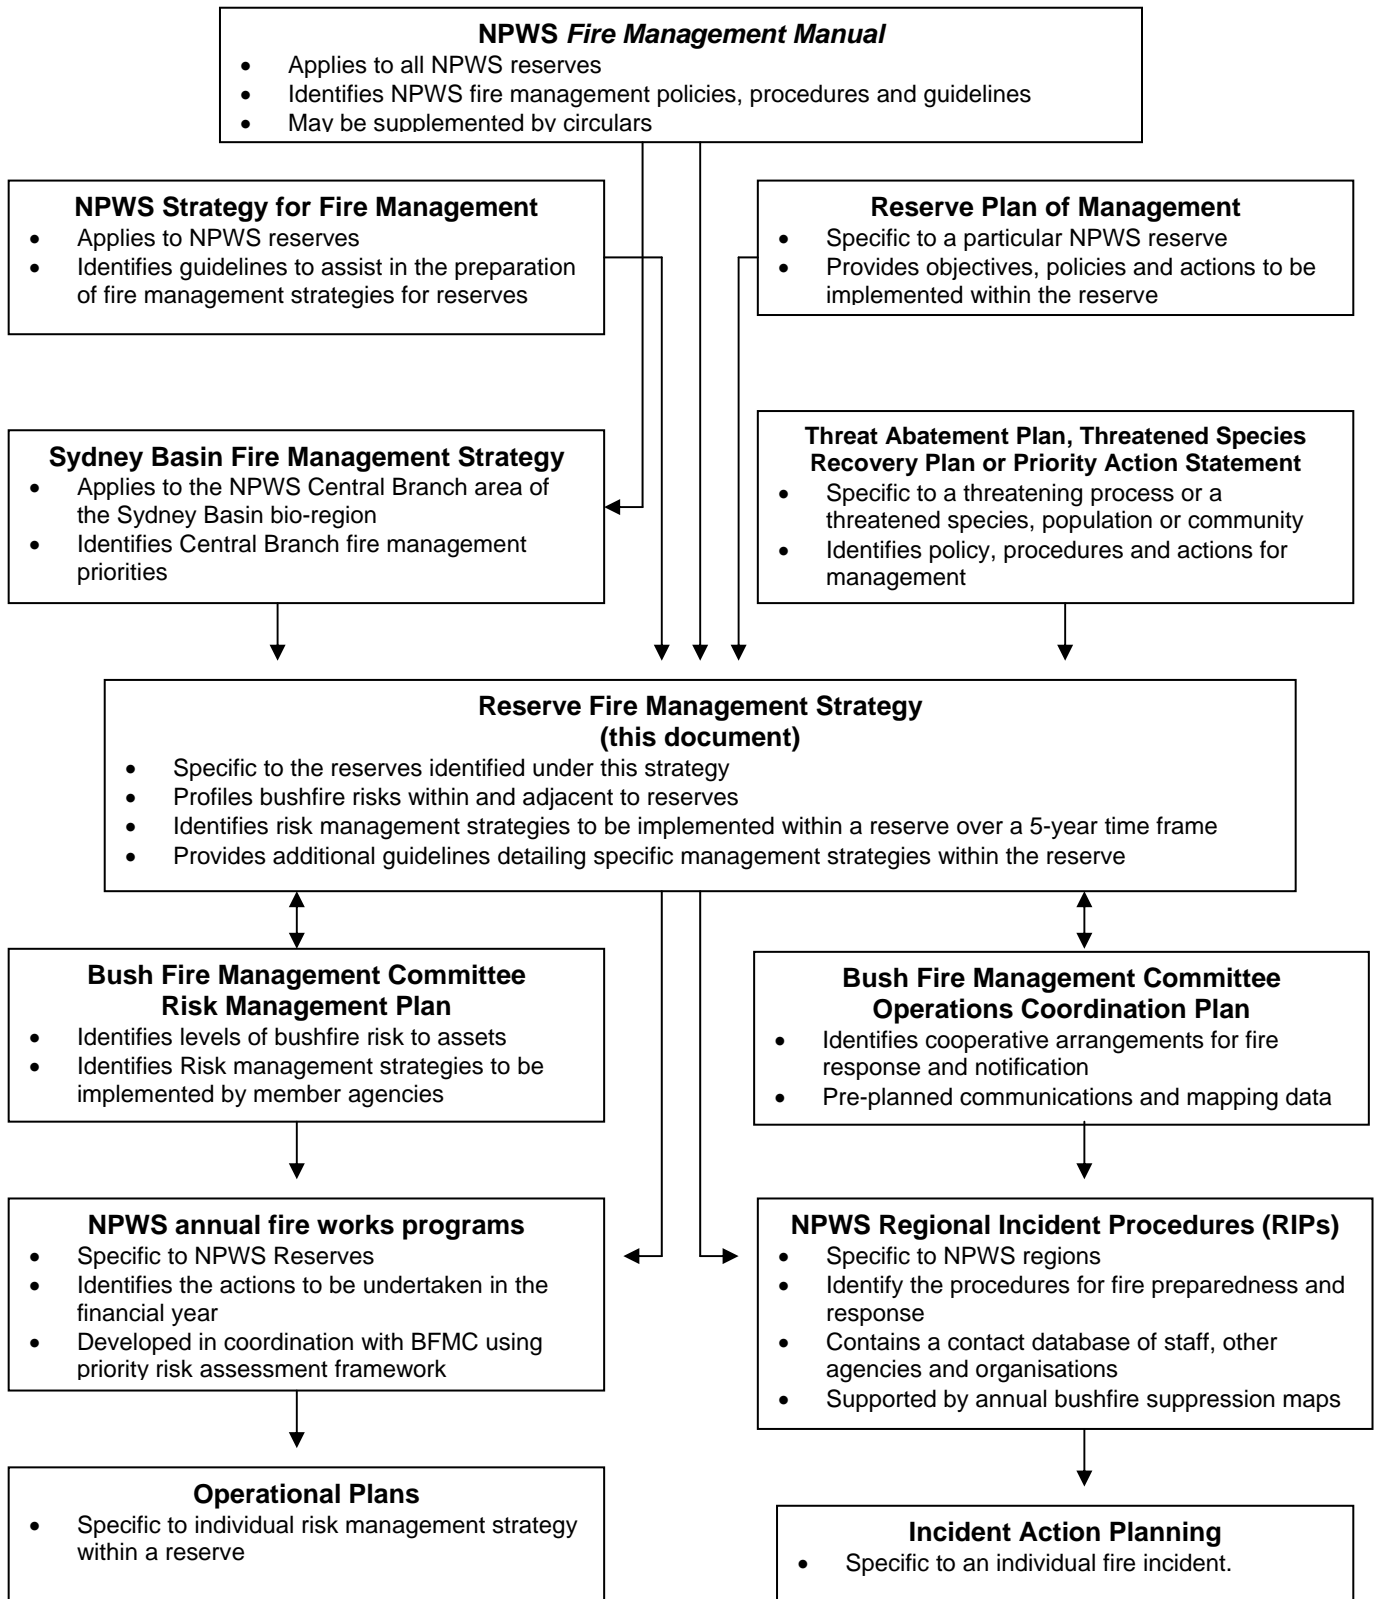 NPWS Fire Management Manual
• Applies to all NPWS reserves
• Identifies NPWS fire management policies, procedures and guidelines
• May be supplemented by circulars
NPWS Strategy for Fire Management
• Applies to NPWS reserves
• Identifies guidelines to assist in the preparation
of fire management strategies for reserves
Reserve Plan of Management
• Specific to a particular NPWS reserve
• Provides objectives, policies and actions to be
implemented within the reserve
Sydney Basin Fire Management Strategy
• Applies to the NPWS Central Branch area of
the Sydney Basin bio-region
• Identifies Central Branch fire management
priorities
Threat Abatement Plan, Threatened Species
Recovery Plan or Priority Action Statement
• Specific to a threatening process or a
threatened species, population or community
• Identifies policy, procedures and actions for
management
Reserve Fire Management Strategy
(this document)
• Specific to the reserves identified under this strategy
• Profiles bushfire risks within and adjacent to reserves
• Identifies risk management strategies to be implemented within a reserve over a 5-year time frame
• Provides additional guidelines detailing specific management strategies within the reserve
Bush Fire Management Committee
Risk Management Plan
• Identifies levels of bushfire risk to assets
• Identifies Risk management strategies to be
implemented by member agencies
Bush Fire Management Committee
Operations Coordination Plan
• Identifies cooperative arrangements for fire
response and notification
• Pre-planned communications and mapping data
NPWS annual fire works programs
• Specific to NPWS Reserves
• Identifies the actions to be undertaken in the
financial year
• Developed in coordination with BFMC using
priority risk assessment framework
NPWS Regional Incident Procedures (RIPs)
• Specific to NPWS regions
• Identify the procedures for fire preparedness and
response
• Contains a contact database of staff, other
agencies and organisations
• Supported by annual bushfire suppression maps
Operational Plans
• Specific to individual risk management strategy
within a reserve
Incident Action Planning
• Specific to an individual fire incident.